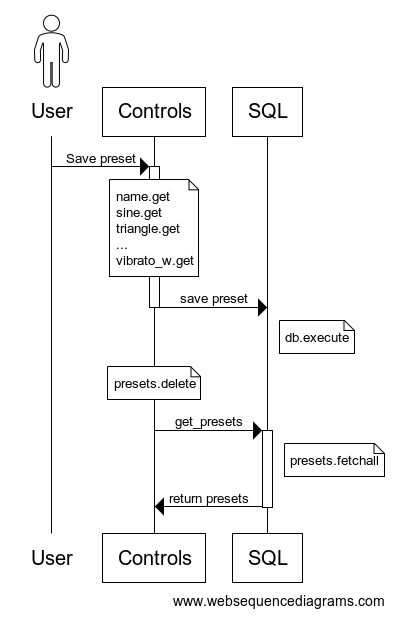 User
Controls
SQL
Save preset
name.get
sine.get
triangle.get
...
vibrato_w.get
save preset
db.execute
presets.delete
get_presets
presets.fetchall
return presets
User
Controls
SQL
www.websequencediagrams.com